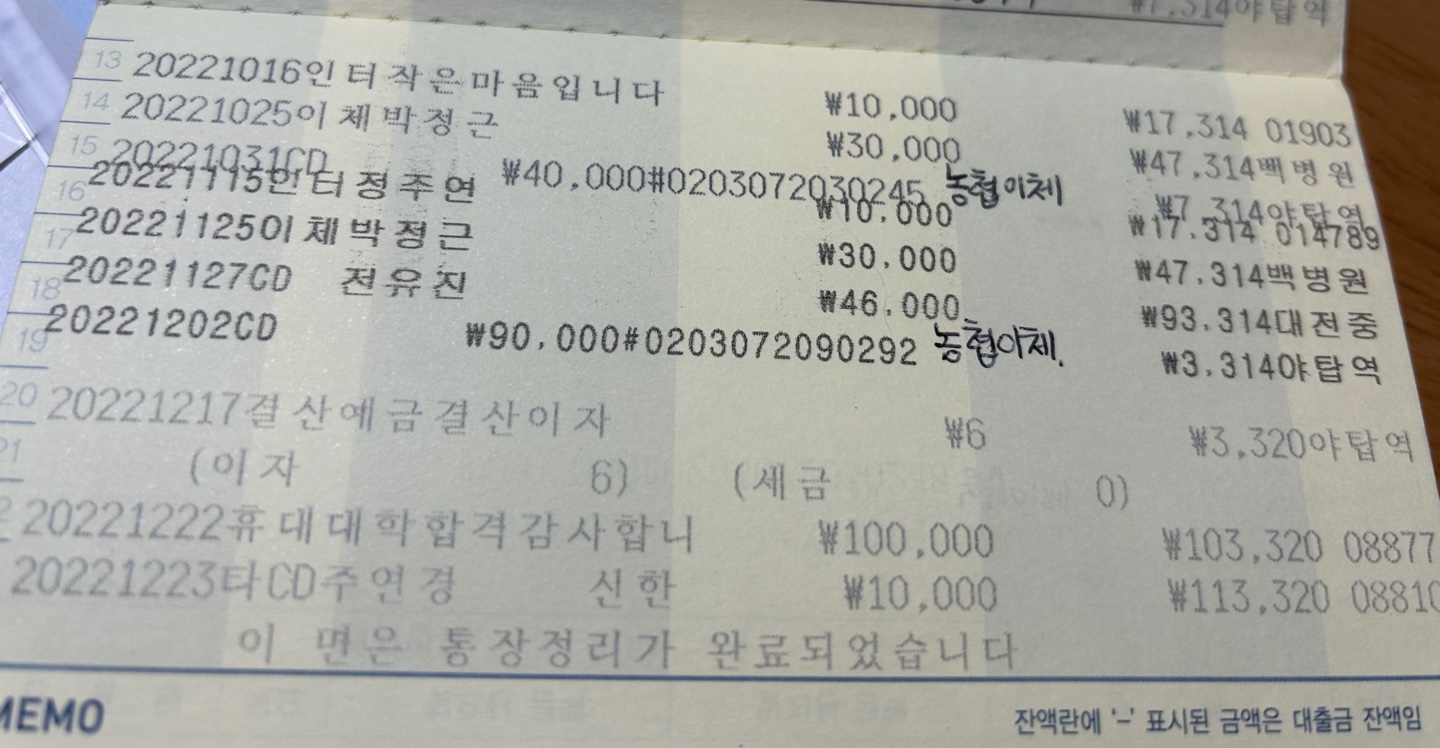 ₩7,314야탑역
13 20221016인터작은마음입니다 ₩10,000 ₩17,314 01903
14 20221025이체박정근 ₩30,000 ₩47,314백병원
15 20221031CD ₩40,000#0203072030245 농협이체 ₩7,314야탑역
16 20221115인터정주연 ₩10,000 ₩17,314 014789
17 20221125이체박정근 ₩30,000 ₩47,314백병원
18 20221127CD 전유진 ₩46,000 ₩93,314대전중
19 20221202CD ₩90,000#0203072090292 농협이체. ₩3,314야탑역
20 20221217결산예금결산이자 ₩6 ₩3,320야탑역
21 (이자 6) (세금 0)
20221222휴대대학합격감사합니 ₩100,000 ₩103,320 08877
20221223타CD주연경 신한 ₩10,000 ₩113,320 08810
이 면은 통장정리가 완료되었습니다
MEMO 잔액란에 '-' 표시된 금액은 대출금 잔액임